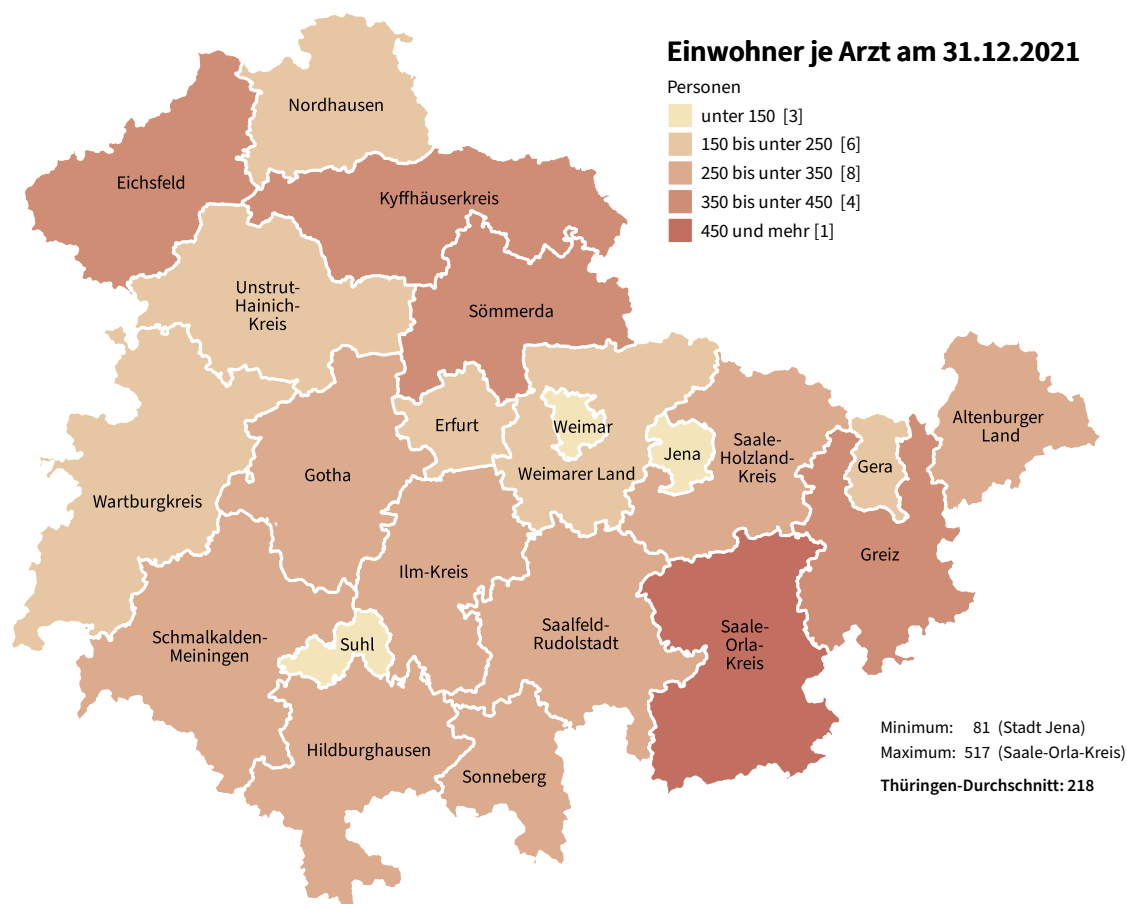 Einwohner je Arzt am 31.12.2021
Personen
unter 150 [3]
150 bis unter 250 [6]
250 bis unter 350 [8]
350 bis unter 450 [4]
450 und mehr [1]
Nordhausen
Eichsfeld
Kyffhäuserkreis
Unstrut-
Hainich-
Kreis
Sömmerda
Erfurt
Weimar
Weimarer Land
Jena
Saale-
Holzland-
Kreis
Gera
Altenburger
Land
Gotha
Wartburgkreis
Greiz
Ilm-Kreis
Schmalkalden-
Meiningen
Suhl
Saalfeld-
Rudolstadt
Saale-
Orla-
Kreis
Hildburghausen
Sonneberg
Minimum: 81 (Stadt Jena)
Maximum: 517 (Saale-Orla-Kreis)
Thüringen-Durchschnitt: 218